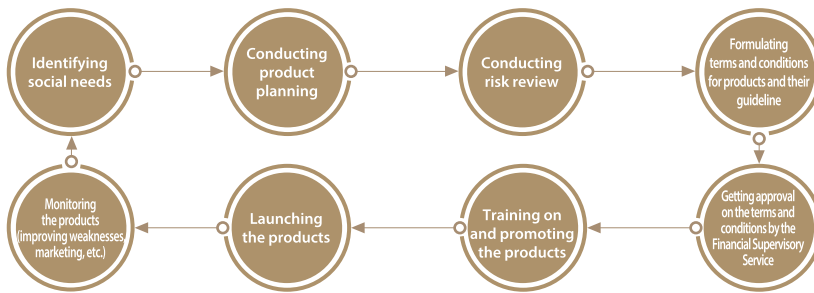 Identifying
social needs
Conducting
product
planning
Conducting
risk review
Formulating
terms and conditions
for products and their
guideline
Getting approval
on the terms and
conditions by the
Financial Supervisory
Service
Training on
and promoting
the products
Launching
the products
Monitoring
the products
(improving weaknesses,
marketing, etc.)